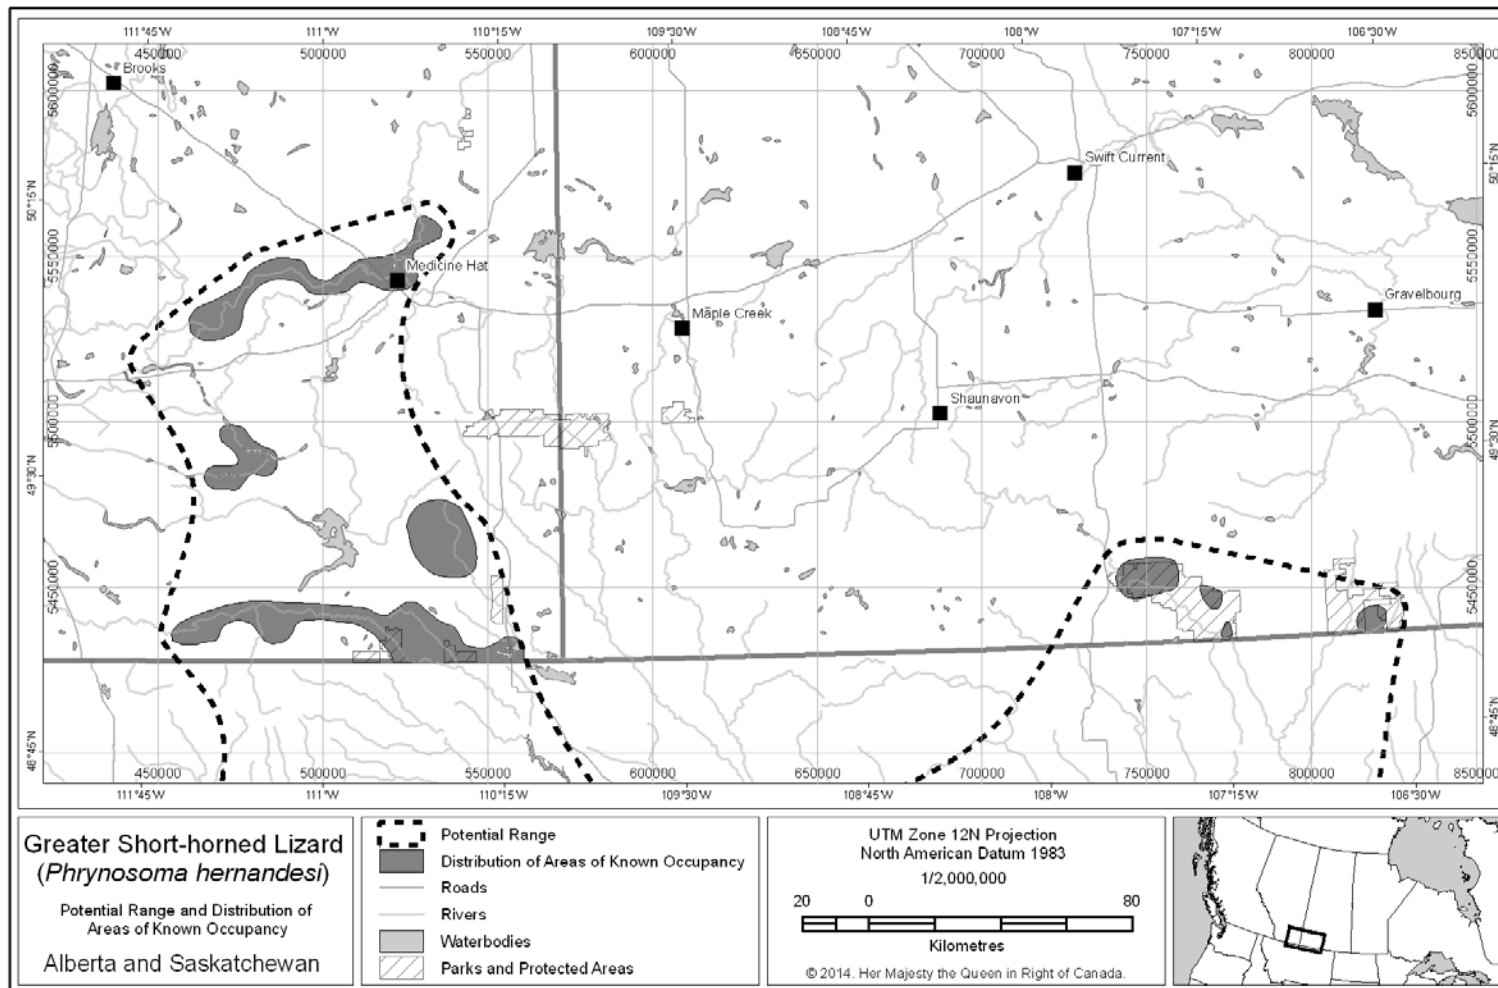 111°45'W 111°W 110°15'W 109°30'W 108°45'W 108°W 107°15'W 106°30'W
450000 500000 550000 600000 650000 700000 750000 800000 850000
Brooks
5600000 5600000
Swift Current
50°15'N 50°15'N
5550000 5550000
Medicine Hat
Gravelbourg
Maple Creek
Shaunavon
5500000 5500000
49°30'N 49°30'N
5450000 5450000
48°45'N 48°45'N
450000 500000 550000 600000 650000 700000 750000 800000 850000
111°45'W 111°W 110°15'W 109°30'W 108°45'W 108°W 107°15'W 106°30'W
Greater Short-horned Lizard
(Phrynosoma hernandesi)
Potential Range and Distribution of
Areas of Known Occupancy
Alberta and Saskatchewan
Potential Range
Distribution of Areas of Known Occupancy
Roads
Rivers
Waterbodies
Parks and Protected Areas
UTM Zone 12N Projection
North American Datum 1983
1/2,000,000
20 0 80
Kilometres
© 2014. Her Majesty the Queen in Right of Canada.